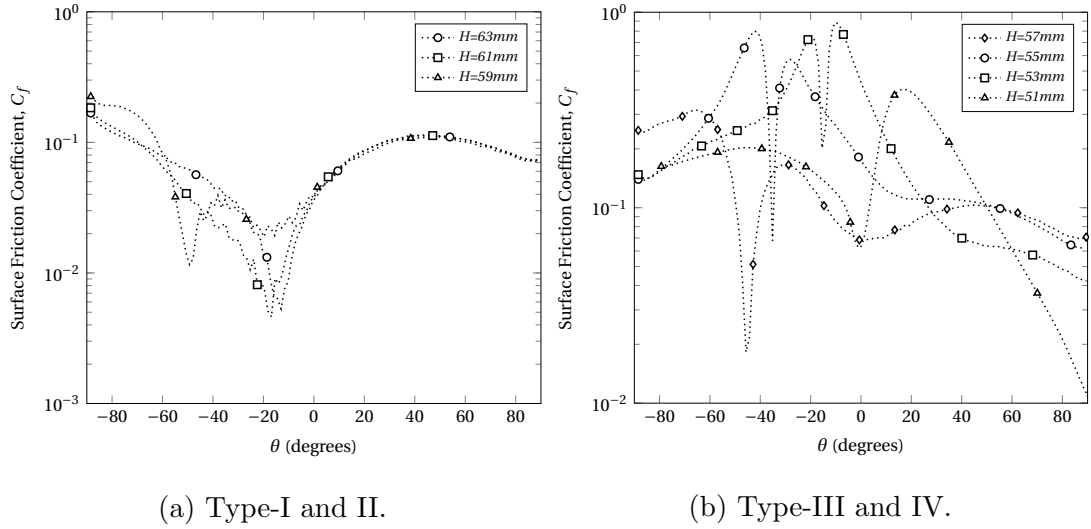 10^0
10^−1
10^−2
10^−3
−80 −60 −40 −20 0 20 40 60 80
θ (degrees)
Surface Friction Coefficient, C_f
H=63mm
H=61mm
H=59mm
(a) Type-I and II.
10^0
10^−1
10^−2
−80 −60 −40 −20 0 20 40 60 80
θ (degrees)
Surface Friction Coefficient, C_f
H=57mm
H=55mm
H=53mm
H=51mm
(b) Type-III and IV.